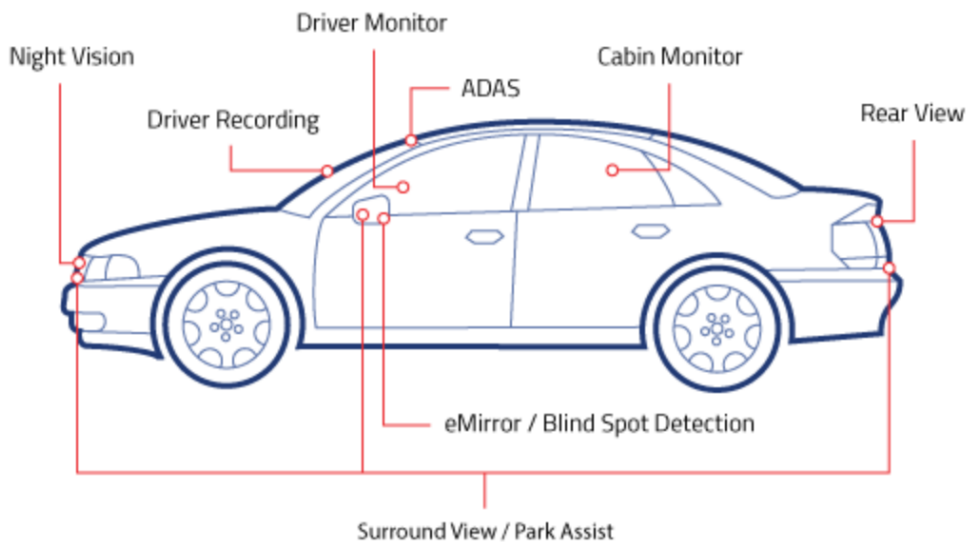 Driver Monitor
Night Vision
Cabin Monitor
ADAS
Driver Recording
Rear View
eMirror / Blind Spot Detection
Surround View / Park Assist